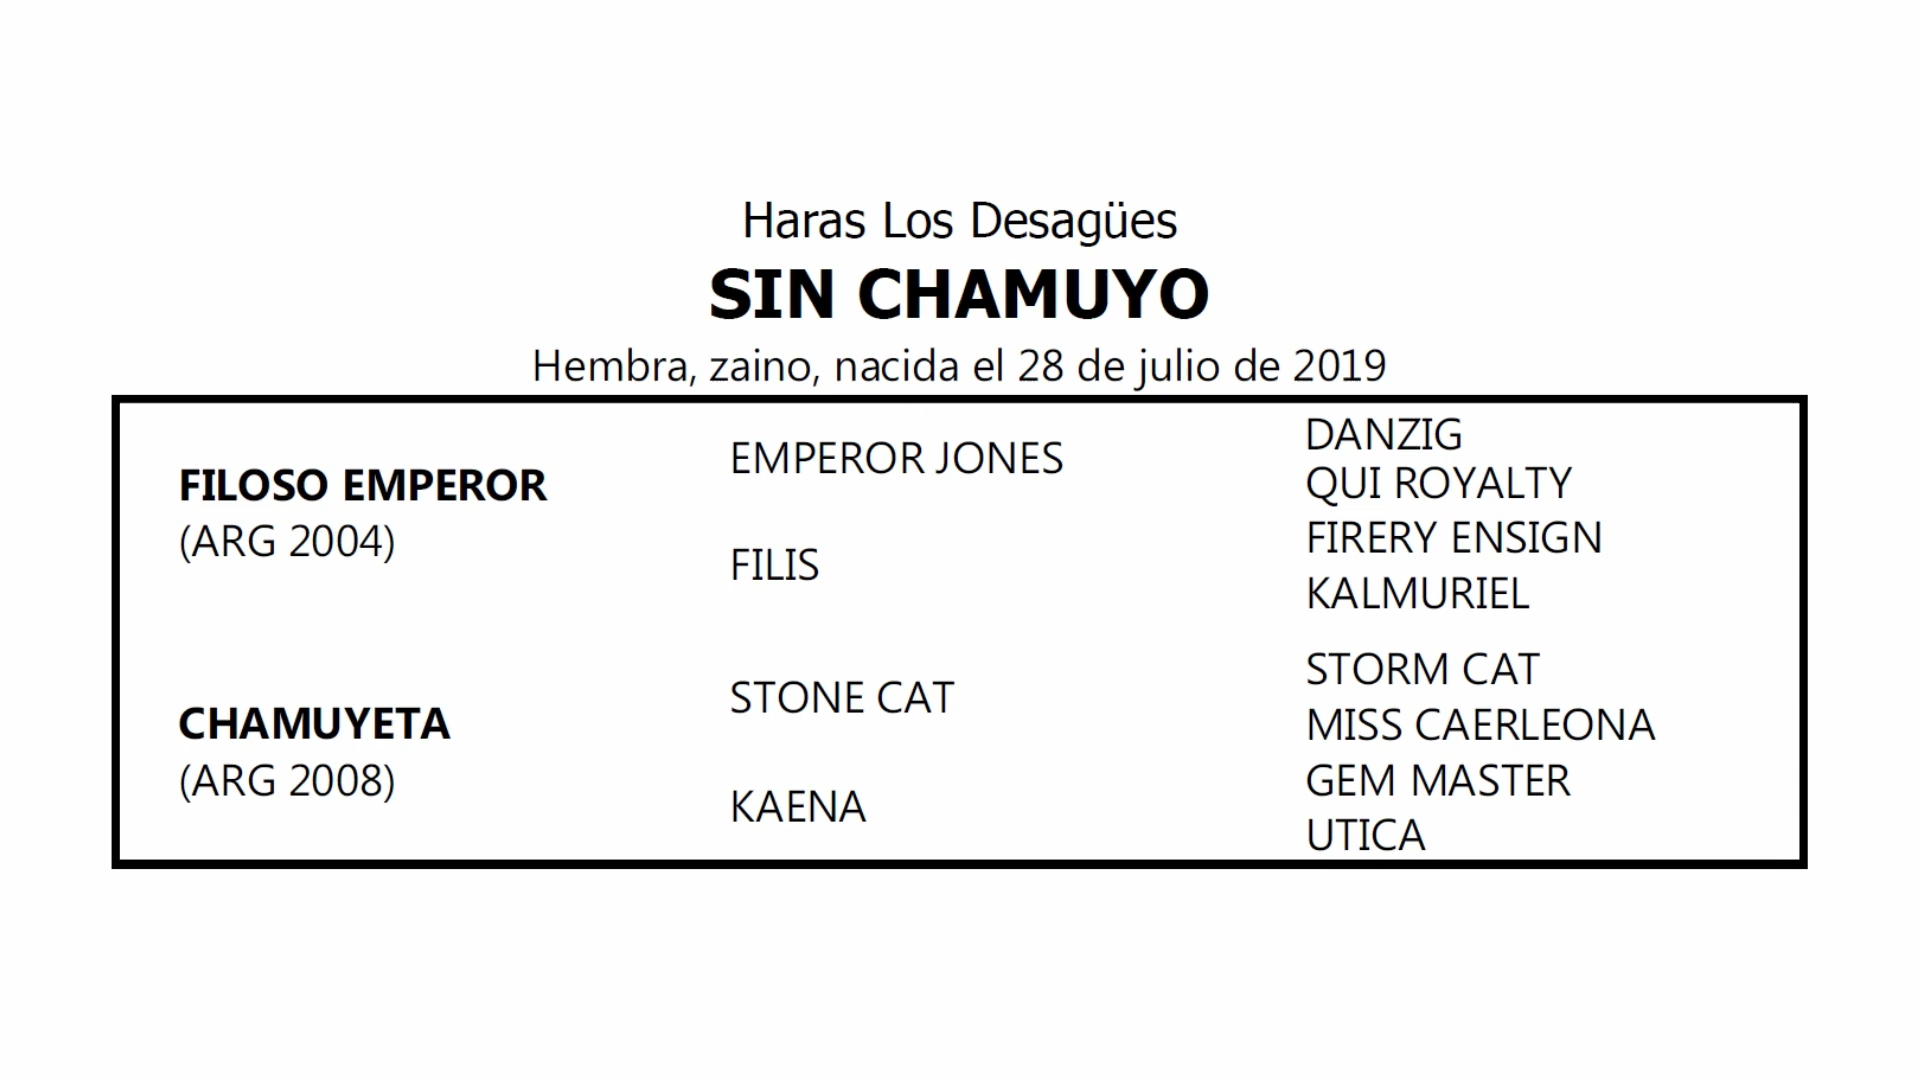 Haras Los Desagües
SIN CHAMUYO
Hembra, zaino, nacida el 28 de julio de 2019
FILOSO EMPEROR
(ARG 2004)
EMPEROR JONES
FILIS
DANZIG
QUI ROYALTY
FIRERY ENSIGN
KALMURIEL
CHAMUYETA
(ARG 2008)
STONE CAT
KAENA
STORM CAT
MISS CAERLEONA
GEM MASTER
UTICA